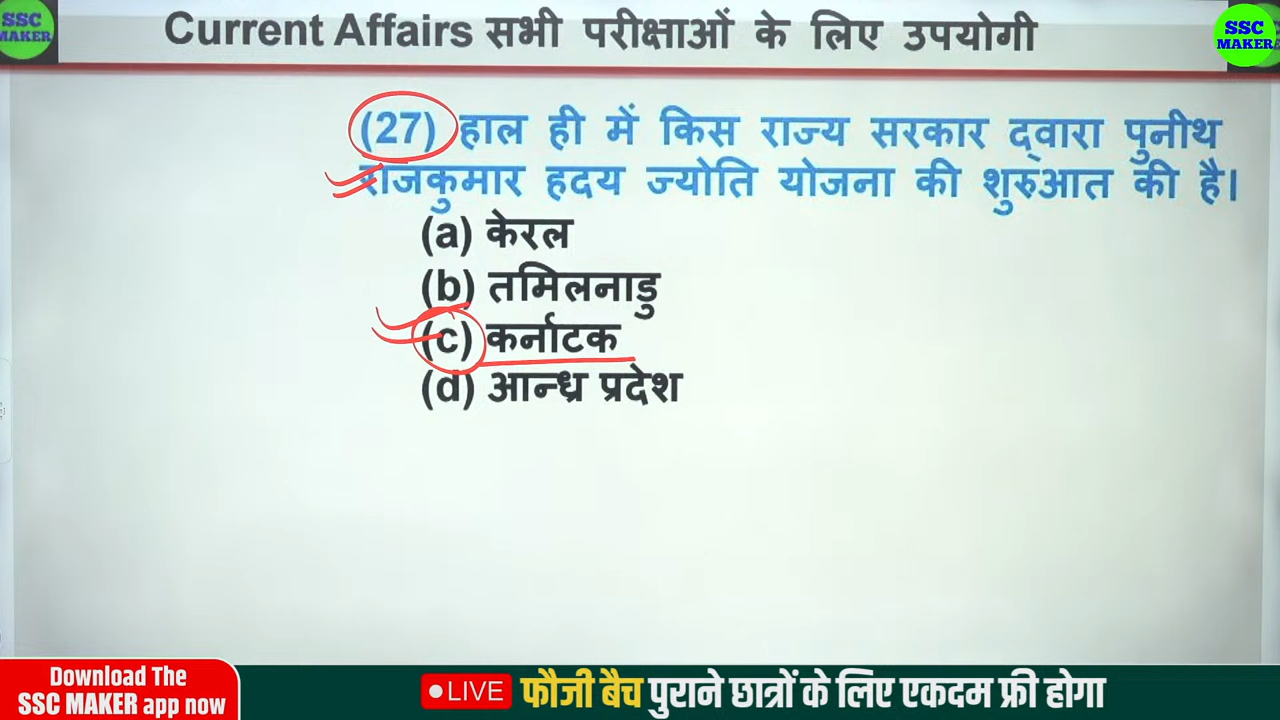 SSC
MAKER
Current Affairs सभी परीक्षाओं के लिए उपयोगी
SSC
MAKER
(27) हाल ही में किस राज्य सरकार द्वारा पुनीथ
राजकुमार हदय ज्योति योजना की शुरुआत की है।
(a) केरल
(b) तमिलनाडु
(c) कर्नाटक
(d) आन्ध्र प्रदेश
Download The
SSC MAKER app now
LIVE
फौजी बैच पुराने छात्रों के लिए एकदम फ्री होगा